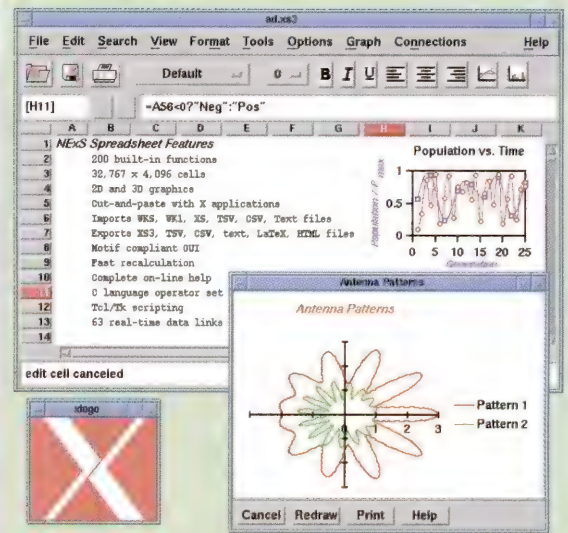 ad.xs3
File Edit Search View Format Tools Options Graph Connections Help
Default 0 B I U
[H11] =A56<0?"Neg":"Pos"
A B C D E F G H I J K
1 NExS Spreadsheet Features
2 200 built-in functions
3 32,767 x 4,096 cells
4 2D and 3D graphics
5 Cut-and-paste with X applications
6 Imports WKS, WK1, XS, TSV, CSV, Text files
7 Exports XS3, TSV, CSV, text, LaTeX, HTML files
8 Motif compliant GUI
9 Fast recalculation
10 Complete on-line help
11 C language operator set
12 Tcl/Tk scripting
13 63 real-time data links
14
Population vs. Time
Population / P max
1
0.5
0
0 5 10 15 20 25
Generation
edit cell canceled
Antenna Patterns
Antenna Patterns
0 1 2 3
Pattern 1
Pattern 2
Cancel Redraw Print Help
xlogo